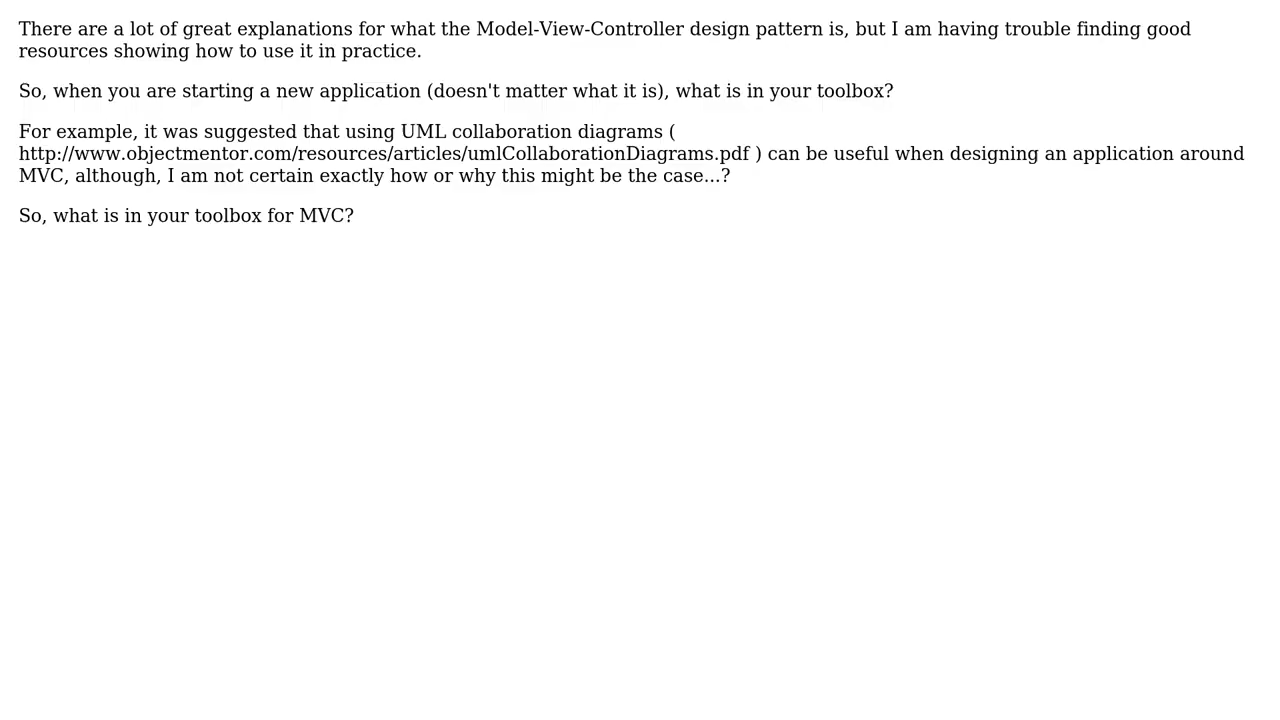 There are a lot of great explanations for what the Model-View-Controller design pattern is, but I am having trouble finding good
resources showing how to use it in practice.
So, when you are starting a new application (doesn't matter what it is), what is in your toolbox?
For example, it was suggested that using UML collaboration diagrams (
http://www.objectmentor.com/resources/articles/umlCollaborationDiagrams.pdf ) can be useful when designing an application around
MVC, although, I am not certain exactly how or why this might be the case...?
So, what is in your toolbox for MVC?